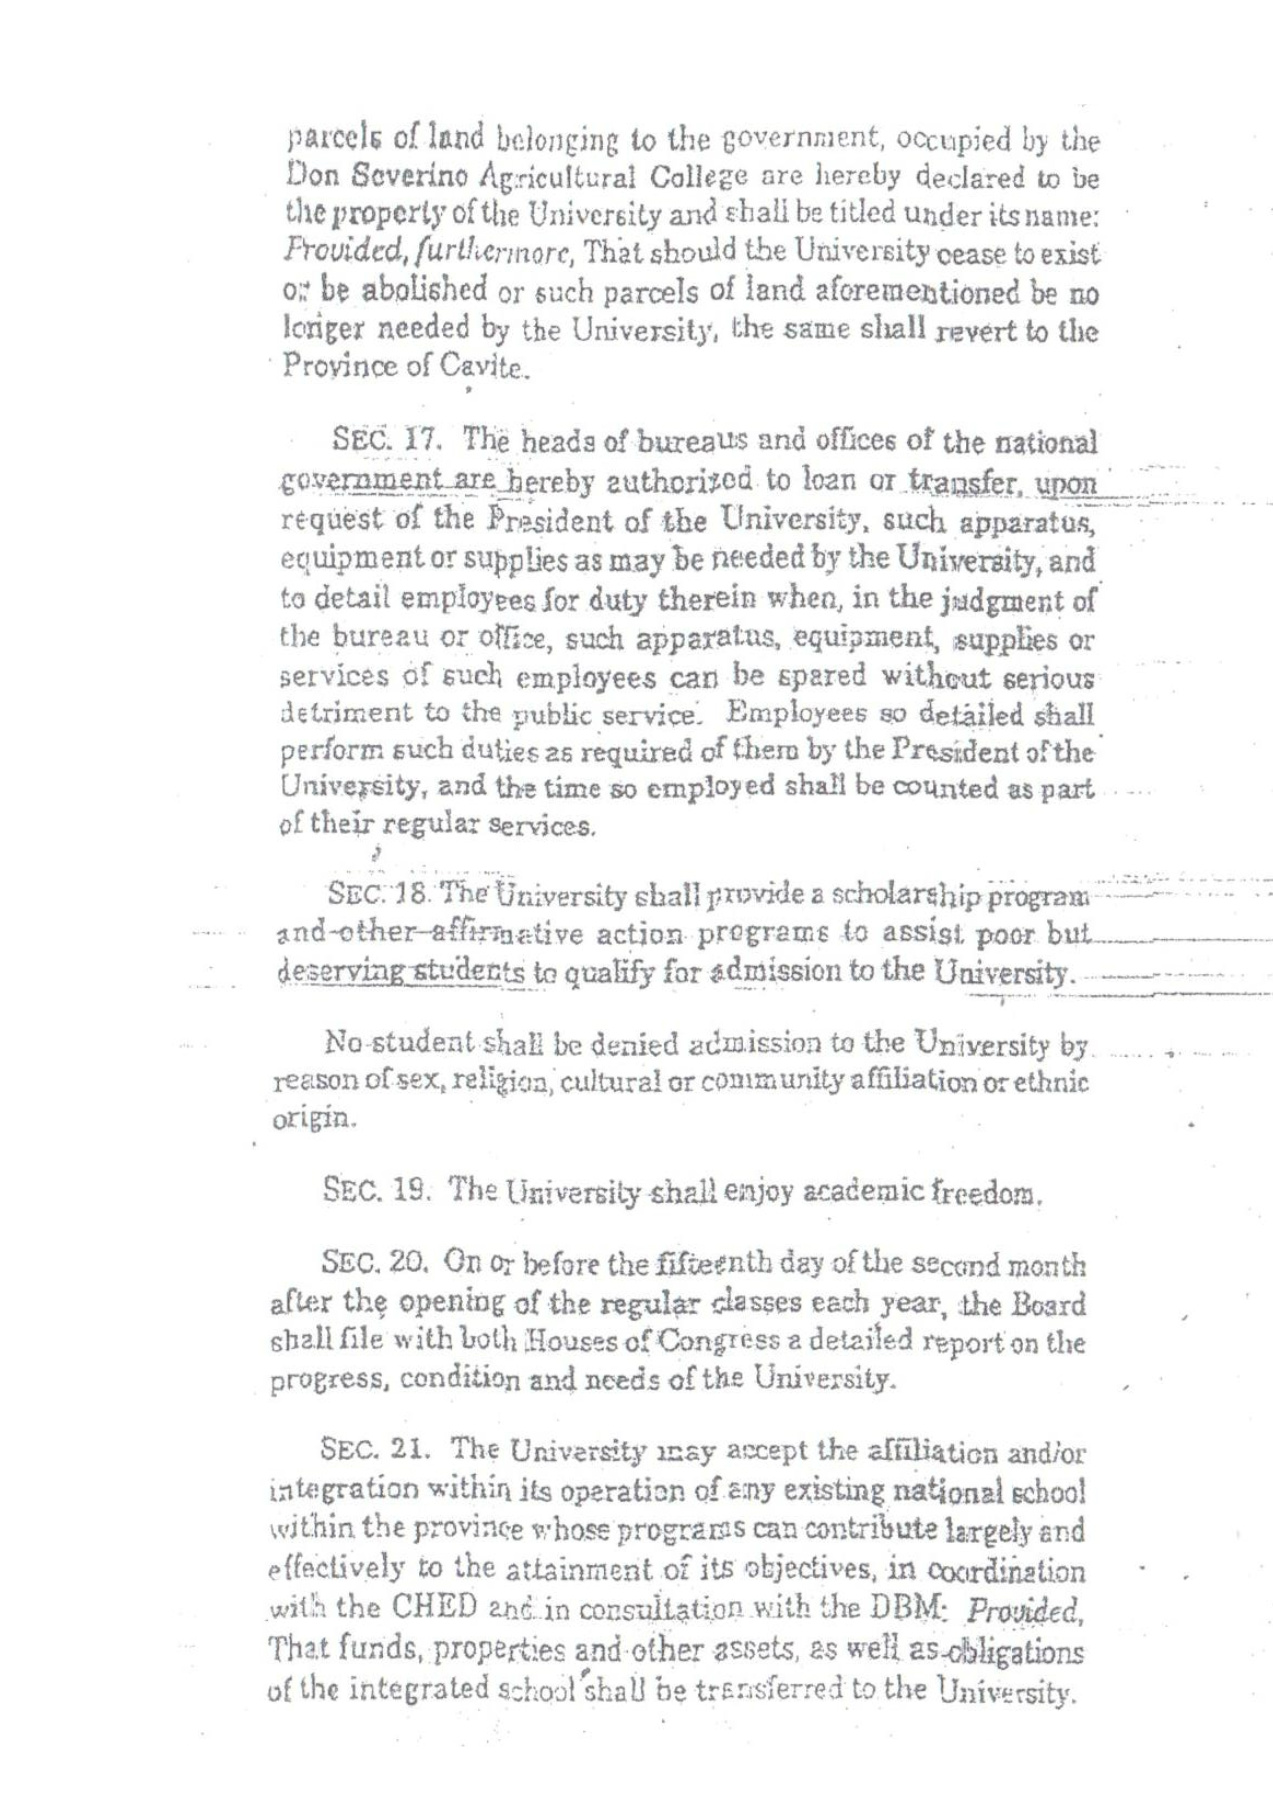 parcels of land belonging to the government, occupied by the
Don Severino Agricultural College are hereby declared to be
the property of the University and shall be titled under its name:
Provided, furthermore, That should the University cease to exist
or be abolished or such parcels of land aforementioned be no
longer needed by the University, the same shall revert to the
Province of Cavite.
SEC. 17. The heads of bureaus and offices of the national
government are hereby authorized to loan or transfer, upon
request of the President of the University, such apparatus,
equipment or supplies as may be needed by the University, and
to detail employees for duty therein when, in the judgment of
the bureau or office, such apparatus, equipment, supplies or
services of such employees can be spared without serious
detriment to the public service. Employees so detailed shall
perform such duties as required of them by the President of the
University, and the time so employed shall be counted as part
of their regular services.
SEC. 18. The University shall provide a scholarship program
and other affirmative action programs to assist poor but
deserving students to qualify for admission to the University.
No student shall be denied admission to the University by
reason of sex, religion, cultural or community affiliation or ethnic
origin.
SEC. 19. The University shall enjoy academic freedom.
SEC. 20. On or before the fifteenth day of the second month
after the opening of the regular classes each year, the Board
shall file with both Houses of Congress a detailed report on the
progress, condition and needs of the University.
SEC. 21. The University may accept the affiliation and/or
integration within its operation of any existing national school
within the province whose programs can contribute largely and
effectively to the attainment of its objectives, in coordination
with the CHED and in consultation with the DBM: Provided,
That funds, properties and other assets, as well as obligations
of the integrated school shall be transferred to the University.